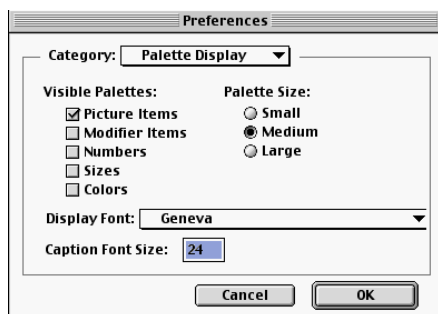 Preferences
Category: Palette Display
Visible Palettes: Palette Size:
Picture Items Small
Modifier Items Medium
Numbers Large
Sizes
Colors
Display Font: Geneva
Caption Font Size: 24
Cancel OK